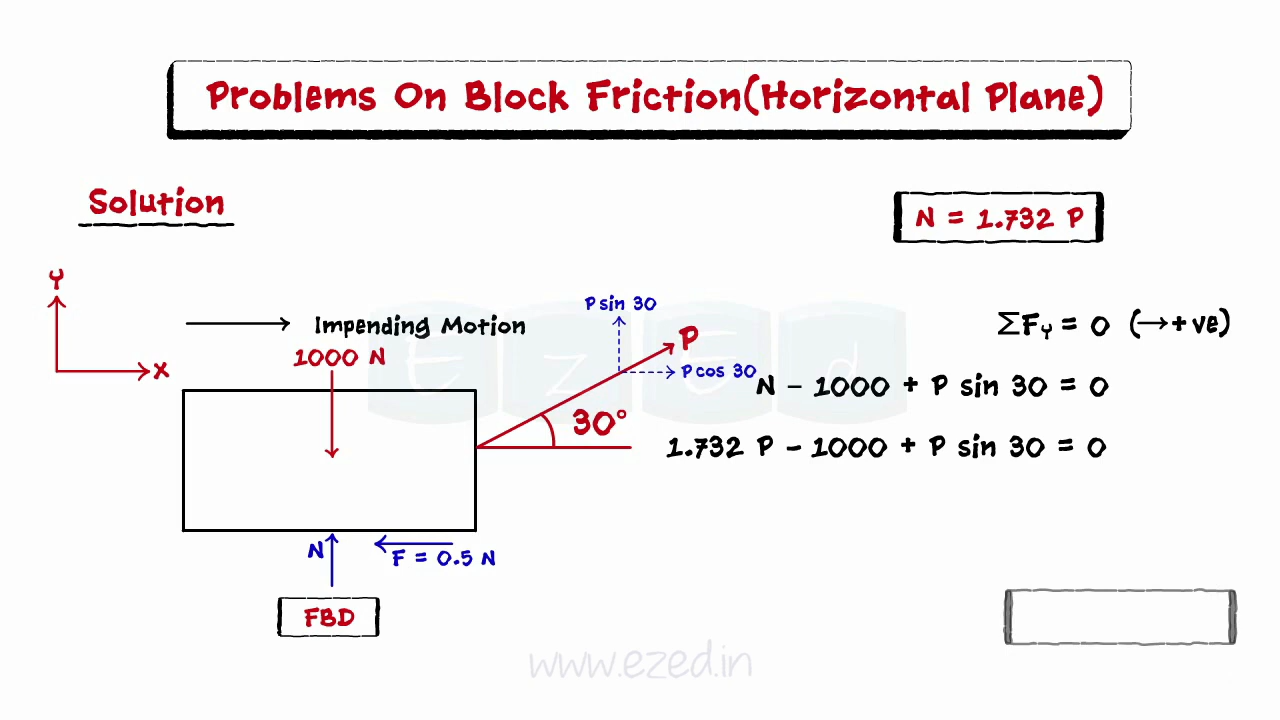 Problems On Block Friction(Horizontal Plane)
Solution
N = 1.732 P
Y
X
Impending Motion
1000 N
P sin 30
P
P cos 30
30°
ΣFY = 0 (→+ ve)
N – 1000 + P sin 30 = 0
1.732 P – 1000 + P sin 30 = 0
N
F = 0.5 N
FBD
EzEd
www.ezed.in